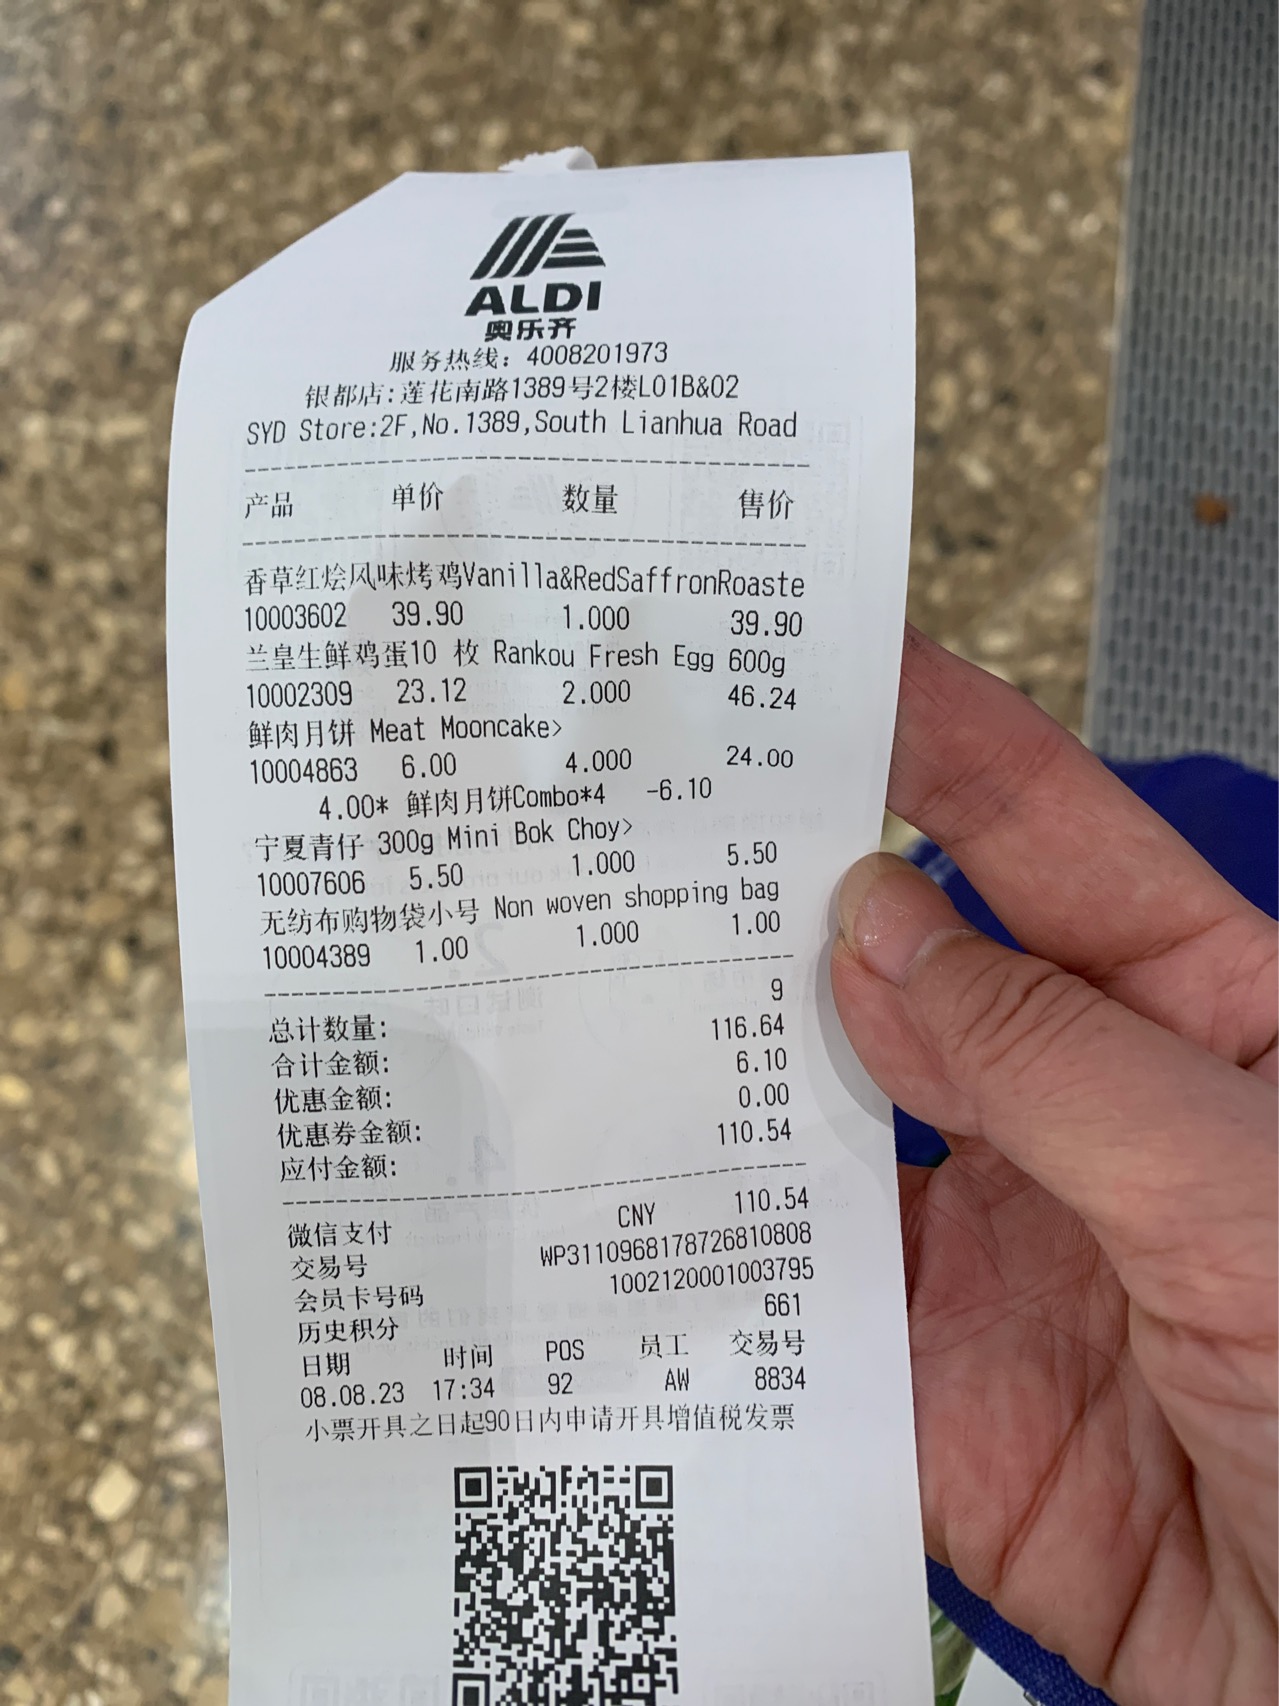 ALDI
奥乐齐
服务热线：4008201973
银都店:莲花南路1389号2楼L01B&02
SYD Store:2F,No.1389,South Lianhua Road
产品 单价 数量 售价
香草红烩风味烤鸡Vanilla&RedSaffronRoaste
10003602 39.90 1.000 39.90
兰皇生鲜鸡蛋10 枚 Rankou Fresh Egg 600g
10002309 23.12 2.000 46.24
鲜肉月饼 Meat Mooncake>
10004863 6.00 4.000 24.00
4.00* 鲜肉月饼Combo*4 -6.10
宁夏青仔 300g Mini Bok Choy>
10007606 5.50 1.000 5.50
无纺布购物袋小号 Non woven shopping bag
10004389 1.00 1.000 1.00
总计数量: 9
合计金额: 116.64
优惠金额: 6.10
优惠券金额: 0.00
应付金额: 110.54
微信支付 CNY 110.54
交易号 WP3110968178726810808
会员卡号码 1002120001003795
历史积分 661
日期 时间 POS 员工 交易号
08.08.23 17:34 92 AW 8834
小票开具之日起90日内申请开具增值税发票